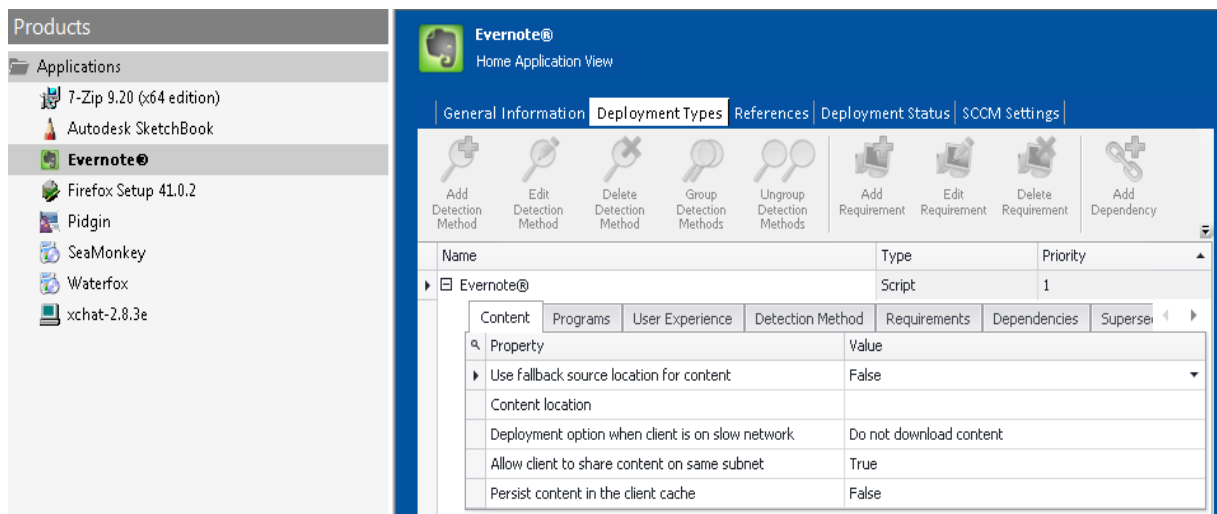 Products
Applications
7-Zip 9.20 (x64 edition)
Autodesk SketchBook
Evernote®
Firefox Setup 41.0.2
Pidgin
SeaMonkey
Waterfox
xchat-2.8.3e
Evernote®
Home Application View
General Information Deployment Types References Deployment Status SCCM Settings
Add Detection Method
Edit Detection Method
Delete Detection Method
Group Detection Methods
Ungroup Detection Methods
Add Requirement
Edit Requirement
Delete Requirement
Add Dependency
Name Type Priority
Evernote® Script 1
Content Programs User Experience Detection Method Requirements Dependencies Supersed
Property Value
Use fallback source location for content False
Content location
Deployment option when client is on slow network Do not download content
Allow client to share content on same subnet True
Persist content in the client cache False